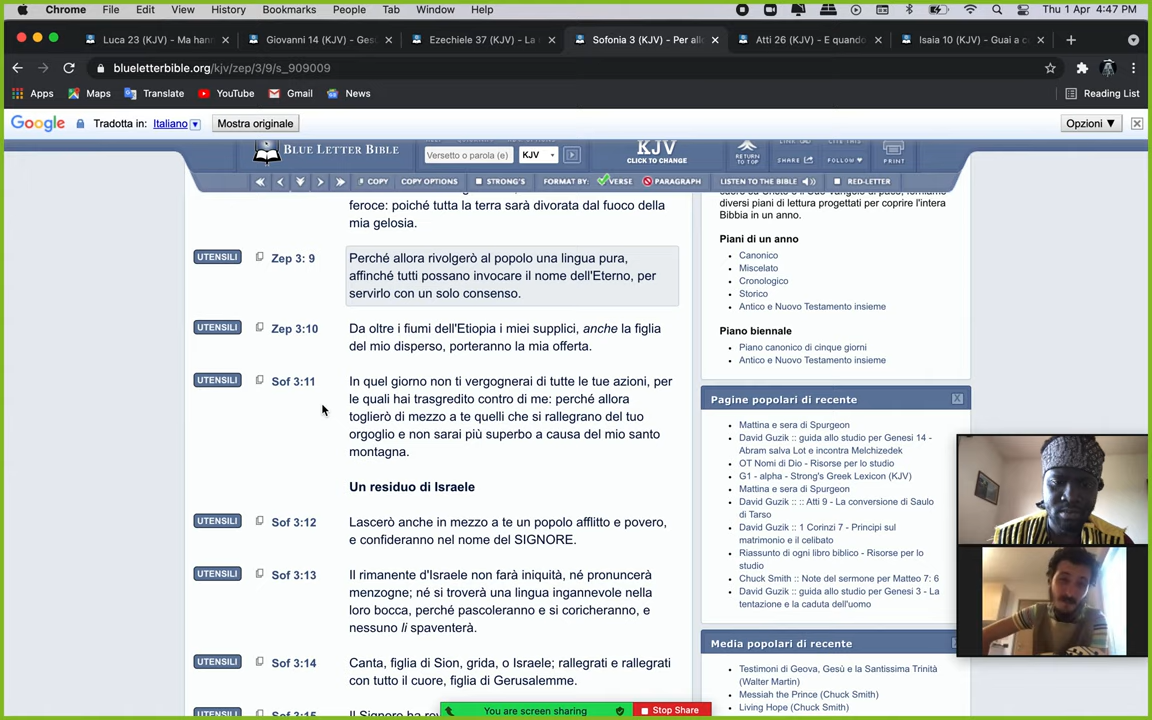 Chrome File Edit View History Bookmarks People Tab Window Help Thu 1 Apr 4:47 PM
Luca 23 (KJV) - Ma han Giovanni 14 (KJV) - Ges Ezechiele 37 (KJV) - La Sofonia 3 (KJV) - Per all Atti 26 (KJV) - E quando Isaia 10 (KJV) - Guai a c
blueletterbible.org/kjv/zep/3/9/s_909009
Apps Maps Translate YouTube Gmail News Reading List
Google Tradotta in: Italiano Mostra originale Opzioni ▼
BLUE LETTER BIBLE Versetto o parola (e) KJV KJV CLICK TO CHANGE RETURN TO TOP SHARE FOLLOW PRINT
COPY COPY OPTIONS STRONG'S FORMAT BY: VERSE PARAGRAPH LISTEN TO THE BIBLE RED-LETTER
feroce: poiché tutta la terra sarà divorata dal fuoco della
mia gelosia.
UTENSILI Zep 3: 9 Perché allora rivolgerò al popolo una lingua pura,
affinché tutti possano invocare il nome dell'Eterno, per
servirlo con un solo consenso.
UTENSILI Zep 3:10 Da oltre i fiumi dell'Etiopia i miei supplici, anche la figlia
del mio disperso, porteranno la mia offerta.
UTENSILI Sof 3:11 In quel giorno non ti vergognerai di tutte le tue azioni, per
le quali hai trasgredito contro di me: perché allora
toglierò di mezzo a te quelli che si rallegrano del tuo
orgoglio e non sarai più superbo a causa del mio santo
montagna.
Un residuo di Israele
UTENSILI Sof 3:12 Lascerò anche in mezzo a te un popolo afflitto e povero,
e confideranno nel nome del SIGNORE.
UTENSILI Sof 3:13 Il rimanente d'Israele non farà iniquità, né pronuncerà
menzogne; né si troverà una lingua ingannevole nella
loro bocca, perché pascoleranno e si coricheranno, e
nessuno li spaventerà.
UTENSILI Sof 3:14 Canta, figlia di Sion, grida, o Israele; rallegrati e rallegrati
con tutto il cuore, figlia di Gerusalemme.
UTENSILI Sof 3:15 Il Signore ha
diversi piani di lettura progettati per coprire l'intera
Bibbia in un anno.
Piani di un anno
Canonico
Miscelato
Cronologico
Storico
Antico e Nuovo Testamento insieme
Piano biennale
Piano canonico di cinque giorni
Antico e Nuovo Testamento insieme
Pagine popolari di recente X
Mattina e sera di Spurgeon
David Guzik :: guida allo studio per Genesi 14 -
Abram salva Lot e incontra Melchizedek
OT Nomi di Dio - Risorse per lo studio
G1 - alpha - Strong's Greek Lexicon (KJV)
Mattina e sera di Spurgeon
David Guzik :: :: Atti 9 - La conversione di Saulo
di Tarso
David Guzik :: 1 Corinzi 7 - Principi sul
matrimonio e il celibato
Riassunto di ogni libro biblico - Risorse per lo
studio
Chuck Smith :: Note del sermone per Matteo 7: 6
David Guzik :: guida allo studio per Genesi 3 - La
tentazione e la caduta dell'uomo
Media popolari di recente
Testimoni di Geova, Gesù e la Santissima Trinità
(Walter Martin)
Messiah the Prince (Chuck Smith)
Living Hope (Chuck Smith)
You are screen sharing Stop Share